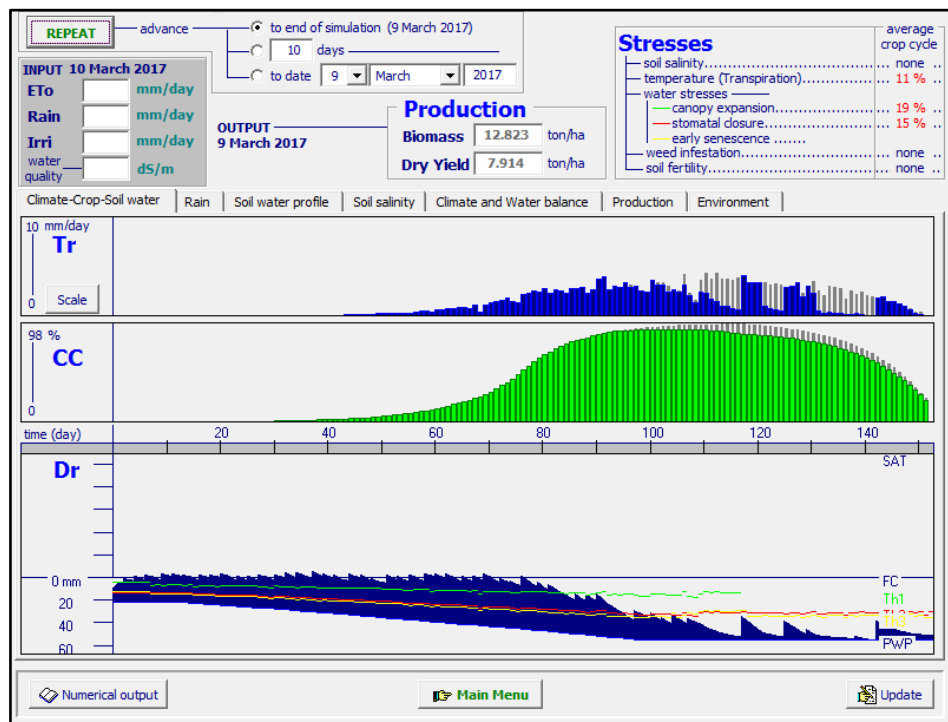 REPEAT
advance
to end of simulation (9 March 2017)
10 days
to date 9 March 2017
INPUT 10 March 2017
ETo mm/day
Rain mm/day
Irri mm/day
water quality dS/m
OUTPUT
9 March 2017
Production
Biomass 12.823 ton/ha
Dry Yield 7.914 ton/ha
Stresses
average
crop cycle
soil salinity............................... none ..
temperature (Transpiration).......... 11 % ..
water stresses
canopy expansion..................... 19 % ..
stomatal closure...................... 15 % ..
early senescence .......
weed infestation......................... none ..
soil fertility................................ none ..
Climate-Crop-Soil water
Rain
Soil water profile
Soil salinity
Climate and Water balance
Production
Environment
10 mm/day
Tr
0
Scale
98 %
CC
0
time (day) 20 40 60 80 100 120 140
Dr
SAT
0 mm
FC
20
Th1
40
Th3
60
PWP
Numerical output
Main Menu
Update